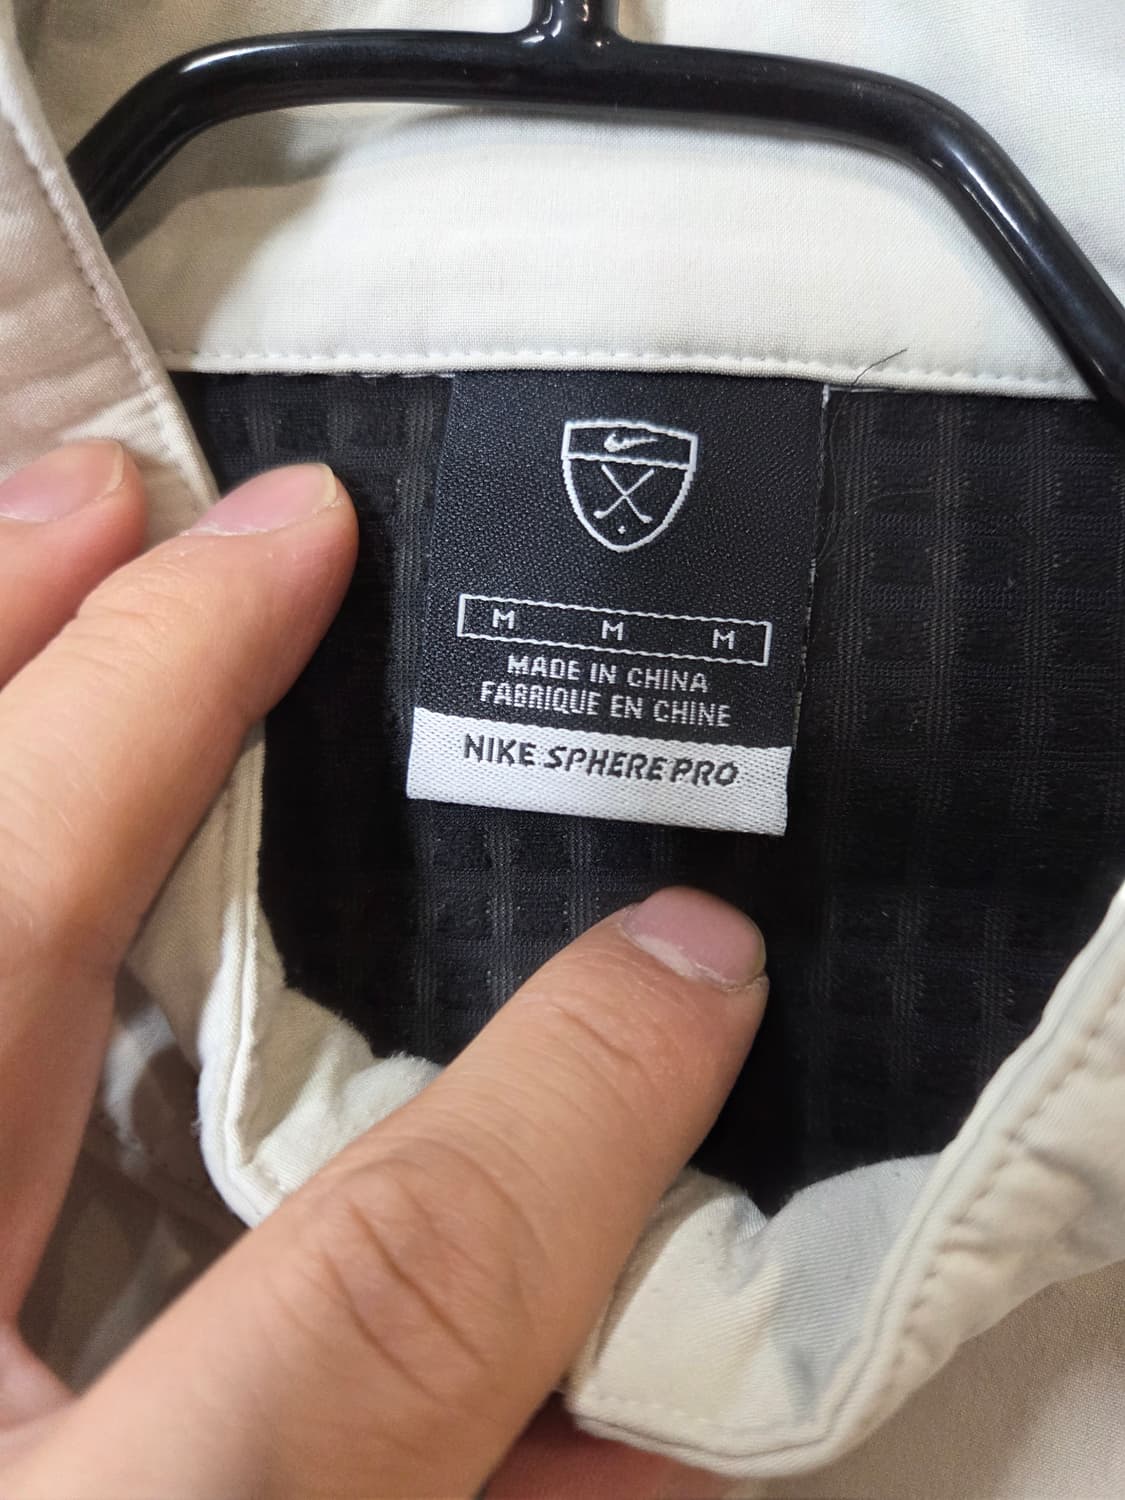 M M M
MADE IN CHINA
FABRIQUE EN CHINE
NIKE SPHERE PRO